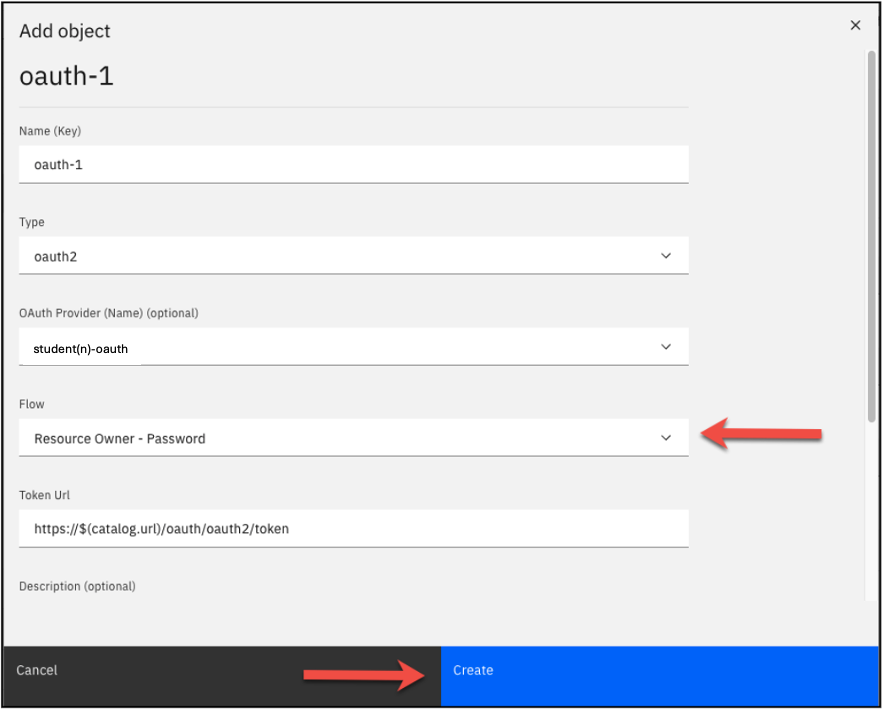 Add object
oauth-1
Name (Key)
oauth-1
Type
oauth2
OAuth Provider (Name) (optional)
student(n)-oauth
Flow
Resource Owner - Password
Token Url
https://$(catalog.url)/oauth/oauth2/token
Description (optional)
Cancel
Create